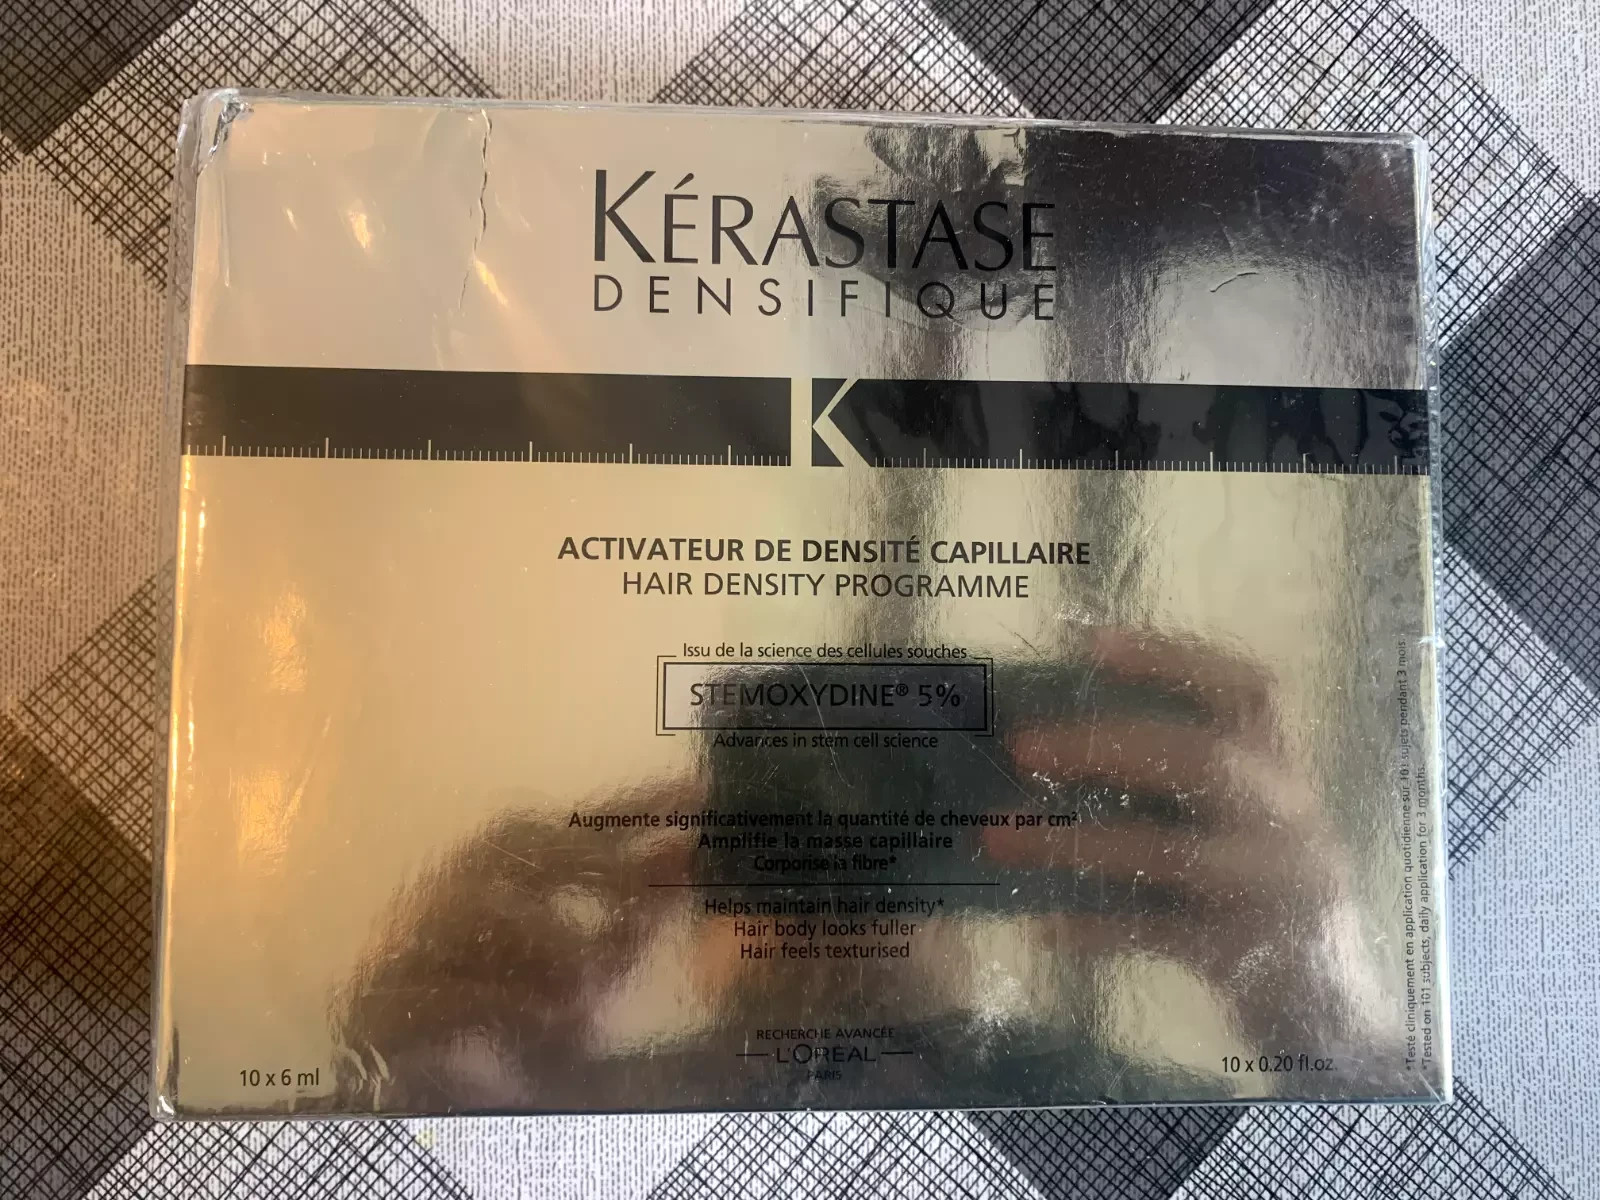 KÉRASTASE
DENSIFIQUE
K
ACTIVATEUR DE DENSITÉ CAPILLAIRE
HAIR DENSITY PROGRAMME
Issu de la science des cellules souches
STEMOXYDINE® 5%
Advances in stem cell science
Augmente significativement la quantité de cheveux par cm²
Amplifie la masse capillaire
Corporise la fibre*
Helps maintain hair density*
Hair body looks fuller
Hair feels texturised
RECHERCHE AVANCÉE
L'ORÉAL
PARIS
10 x 6 ml
10 x 0.20 fl.oz.
*Testé cliniquement en application quotidienne sur 101 sujets pendant 3 mois.
*Tested on 101 subjects, daily application for 3 months.